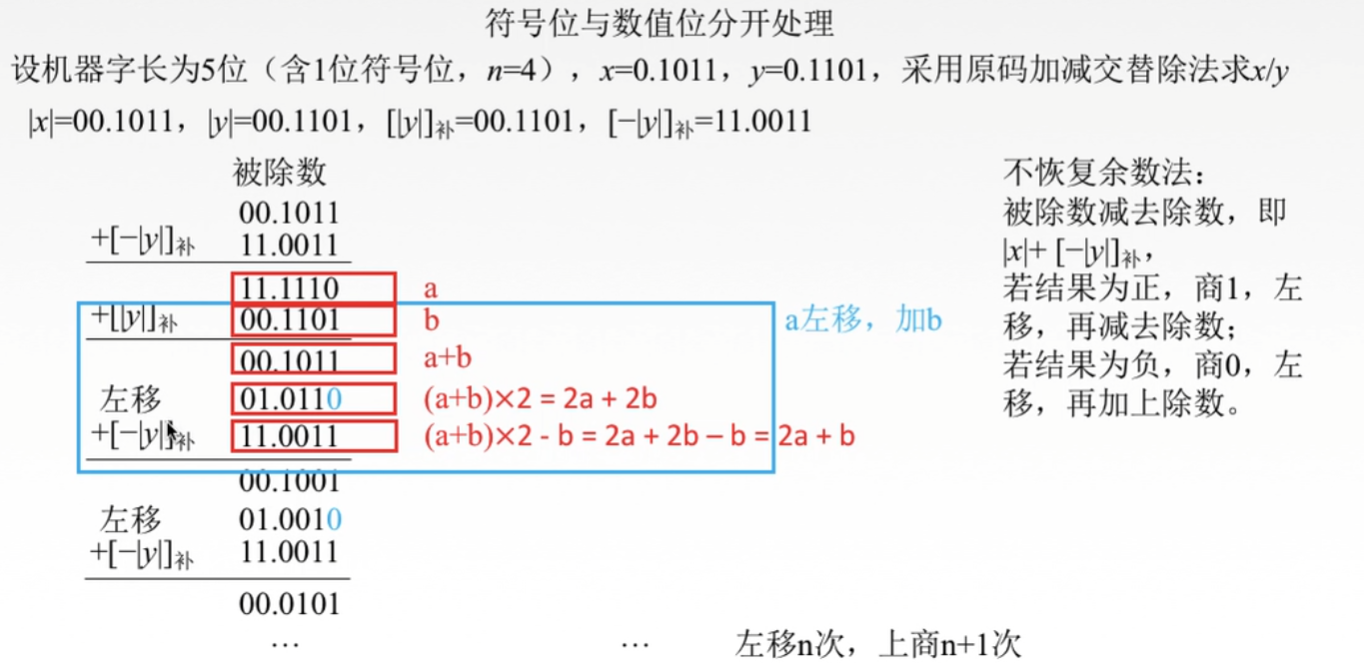 符号位与数值位分开处理
设机器字长为5位（含1位符号位，n=4），x=0.1011，y=0.1101，采用原码加减交替除法求x/y
|x|=00.1011，|y|=00.1101，[|y|]补=00.1101，[−|y|]补=11.0011
被除数
00.1011
+[−|y|]补 11.0011
11.1110 a
+[|y|]补 00.1101 b
a左移，加b
00.1011 a+b
左移 01.0110 (a+b)×2 = 2a + 2b
+[−|y|]补 11.0011 (a+b)×2 - b = 2a + 2b – b = 2a + b
00.1001
左移 01.0010
+[−|y|]补 11.0011
00.0101
… … 左移n次，上商n+1次
不恢复余数法：
被除数减去除数，即
|x|+ [−|y|]补，
若结果为正，商1，左
移，再减去除数；
若结果为负，商0，左
移，再加上除数。